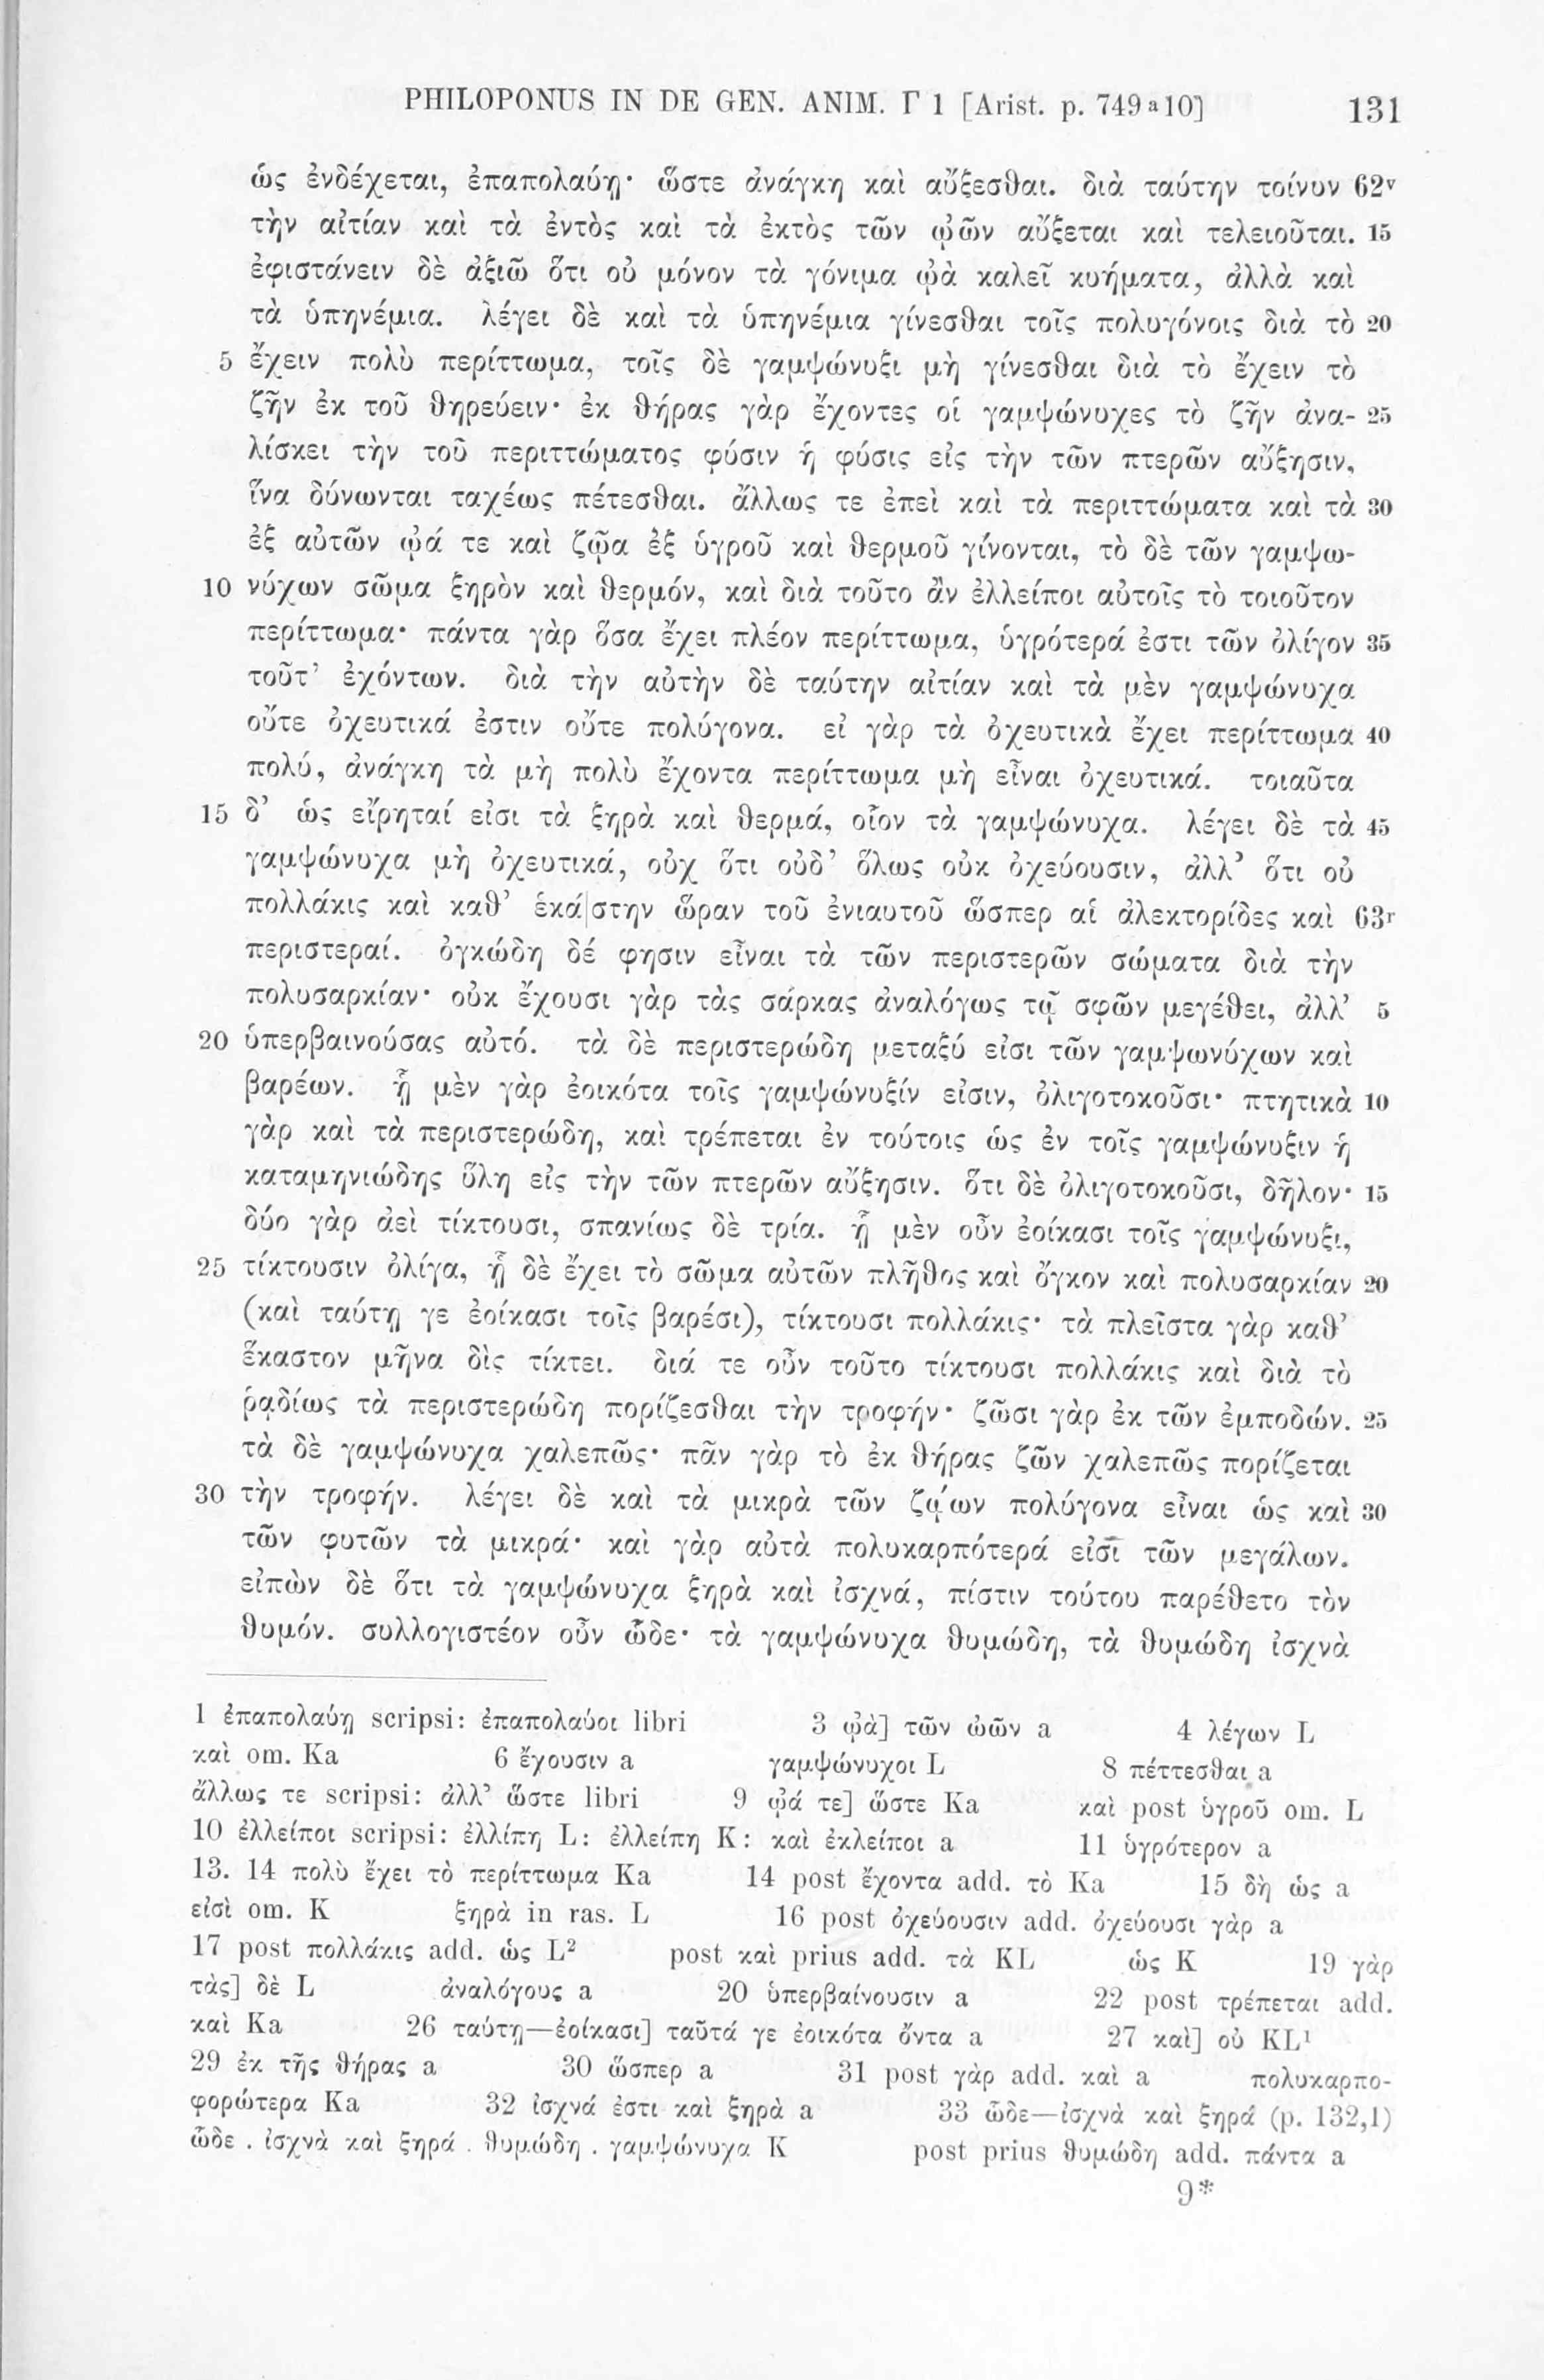 PHILOPONUS IN DE GEN. ANIM. Γ 1 [Arist. p. 749 a 10] 131
ὡς ἐνδέχεται, ἐπαπολαύῃ· ὥστε ἀνάγκη καὶ αὔξεσθαι. διὰ ταύτην τοίνυν 62v
τὴν αἰτίαν καὶ τὰ ἐντὸς καὶ τὰ ἐκτὸς τῶν ᾠῶν αὔξεται καὶ τελειοῦται. 15
ἐφιστάνειν δὲ ἀξιῶ ὅτι οὐ μόνον τὰ γόνιμα ᾠὰ καλεῖ κυήματα, ἀλλὰ καὶ
τὰ ὑπηνέμια. λέγει δὲ καὶ τὰ ὑπηνέμια γίνεσθαι τοῖς πολυγόνοις διὰ τὸ 20
5 ἔχειν πολὺ περίττωμα, τοῖς δὲ γαμψώνυξι μὴ γίνεσθαι διὰ τὸ ἔχειν τὸ
ζῆν ἐκ τοῦ θηρεύειν· ἐκ θήρας γὰρ ἔχοντες οἱ γαμψώνυχες τὸ ζῆν ἀνα- 25
λίσκει τὴν τοῦ περιττώματος φύσιν ἡ φύσις εἰς τὴν τῶν πτερῶν αὔξησιν,
ἵνα δύνωνται ταχέως πέτεσθαι. ἄλλως τε ἐπεὶ καὶ τὰ περιττώματα καὶ τὰ 30
ἐξ αὐτῶν ᾠά τε καὶ ζῷα ἐξ ὑγροῦ καὶ θερμοῦ γίνονται, τὸ δὲ τῶν γαμψω-
10 νύχων σῶμα ξηρὸν καὶ θερμόν, καὶ διὰ τοῦτο ἂν ἐλλείποι αὐτοῖς τὸ τοιοῦτον
περίττωμα· πάντα γὰρ ὅσα ἔχει πλέον περίττωμα, ὑγρότερά ἐστι τῶν ὀλίγον 35
τοῦτ’ ἐχόντων. διὰ τὴν αὐτὴν δὲ ταύτην αἰτίαν καὶ τὰ μὲν γαμψώνυχα
οὔτε ὀχευτικά ἐστιν οὔτε πολύγονα. εἰ γὰρ τὰ ὀχευτικὰ ἔχει περίττωμα 40
πολύ, ἀνάγκη τὰ μὴ πολὺ ἔχοντα περίττωμα μὴ εἶναι ὀχευτικά. τοιαῦτα
15 δ’ ὡς εἴρηταί εἰσι τὰ ξηρὰ καὶ θερμά, οἷον τὰ γαμψώνυχα. λέγει δὲ τὰ 45
γαμψώνυχα μὴ ὀχευτικά, οὐχ ὅτι οὐδ’ ὅλως οὐκ ὀχεύουσιν, ἀλλ’ ὅτι οὐ
πολλάκις καὶ καθ’ ἑκά|στην ὥραν τοῦ ἐνιαυτοῦ ὥσπερ αἱ ἀλεκτορίδες καὶ 63r
περιστεραί. ὀγκώδη δέ φησιν εἶναι τὰ τῶν περιστερῶν σώματα διὰ τὴν
πολυσαρκίαν· οὐκ ἔχουσι γὰρ τὰς σάρκας ἀναλόγως τῷ σφῶν μεγέθει, ἀλλ’ 5
20 ὑπερβαινούσας αὐτό. τὰ δὲ περιστερώδη μεταξύ εἰσι τῶν γαμψωνύχων καὶ
βαρέων. ᾗ μὲν γὰρ ἐοικότα τοῖς γαμψώνυξίν εἰσιν, ὀλιγοτοκοῦσι· πτητικὰ 10
γὰρ καὶ τὰ περιστερώδη, καὶ τρέπεται ἐν τούτοις ὡς ἐν τοῖς γαμψώνυξιν ἡ
καταμηνιώδης ὕλη εἰς τὴν τῶν πτερῶν αὔξησιν. ὅτι δὲ ὀλιγοτοκοῦσι, δῆλον· 15
δύο γὰρ ἀεὶ τίκτουσι, σπανίως δὲ τρία. ᾗ μὲν οὖν ἐοίκασι τοῖς γαμψώνυξι,
25 τίκτουσιν ὀλίγα, ᾗ δὲ ἔχει τὸ σῶμα αὐτῶν πλῆθος καὶ ὄγκον καὶ πολυσαρκίαν 20
(καὶ ταύτῃ γε ἐοίκασι τοῖς βαρέσι), τίκτουσι πολλάκις· τὰ πλεῖστα γὰρ καθ’
ἕκαστον μῆνα δὶς τίκτει. διά τε οὖν τοῦτο τίκτουσι πολλάκις καὶ διὰ τὸ
ῥᾳδίως τὰ περιστερώδη πορίζεσθαι τὴν τροφήν· ζῶσι γὰρ ἐκ τῶν ἐμποδών. 25
τὰ δὲ γαμψώνυχα χαλεπῶς· πᾶν γὰρ τὸ ἐκ θήρας ζῶν χαλεπῶς πορίζεται
30 τὴν τροφήν. λέγει δὲ καὶ τὰ μικρὰ τῶν ζῴων πολύγονα εἶναι ὡς καὶ 30
τῶν φυτῶν τὰ μικρά· καὶ γὰρ αὐτὰ πολυκαρπότερά εἰσι τῶν μεγάλων.
εἰπὼν δὲ ὅτι τὰ γαμψώνυχα ξηρὰ καὶ ἰσχνά, πίστιν τούτου παρέθετο τὸν
θυμόν. συλλογιστέον οὖν ὧδε· τὰ γαμψώνυχα θυμώδη, τὰ θυμώδη ἰσχνὰ
1 ἐπαπολαύῃ scripsi: ἐπαπολαύοι libri 3 ᾠὰ] τῶν ὠῶν a 4 λέγων L
καὶ om. Ka 6 ἔχουσιν a γαμψώνυχοι L 8 πέττεσθαι a
ἄλλως τε scripsi: ἀλλ’ ὥστε libri 9 ᾠά τε] ὥστε Ka καὶ post ὑγροῦ om. L
10 ἐλλείποι scripsi: ἐλλίπῃ L: ἐλλείπῃ K: καὶ ἐκλείποι a 11 ὑγρότερον a
13. 14 πολὺ ἔχει τὸ περίττωμα Ka 14 post ἔχοντα add. τὸ Ka 15 δὴ ὡς a
εἰσὶ om. K ξηρὰ in ras. L 16 post ὀχεύουσιν add. ὀχεύουσι γὰρ a
17 post πολλάκις add. ὡς L² post καὶ prius add. τὰ KL ὡς K 19 γὰρ
τὰς] δὲ L ἀναλόγους a 20 ὑπερβαίνουσιν a 22 post τρέπεται add.
καὶ Ka 26 ταύτῃ—ἐοίκασι] ταῦτά γε ἐοικότα ὄντα a 27 καὶ] οὐ KL¹
29 ἐκ τῆς θήρας a 30 ὥσπερ a 31 post γὰρ add. καὶ a πολυκαρπο-
φορώτερα Ka 32 ἰσχνά ἐστι καὶ ξηρὰ a 33 ὧδε—ἰσχνὰ καὶ ξηρά (p. 132,1)
ὧδε . ἰσχνὰ καὶ ξηρά . θυμώδη . γαμψώνυχα K post prius θυμώδη add. πάντα a
9*